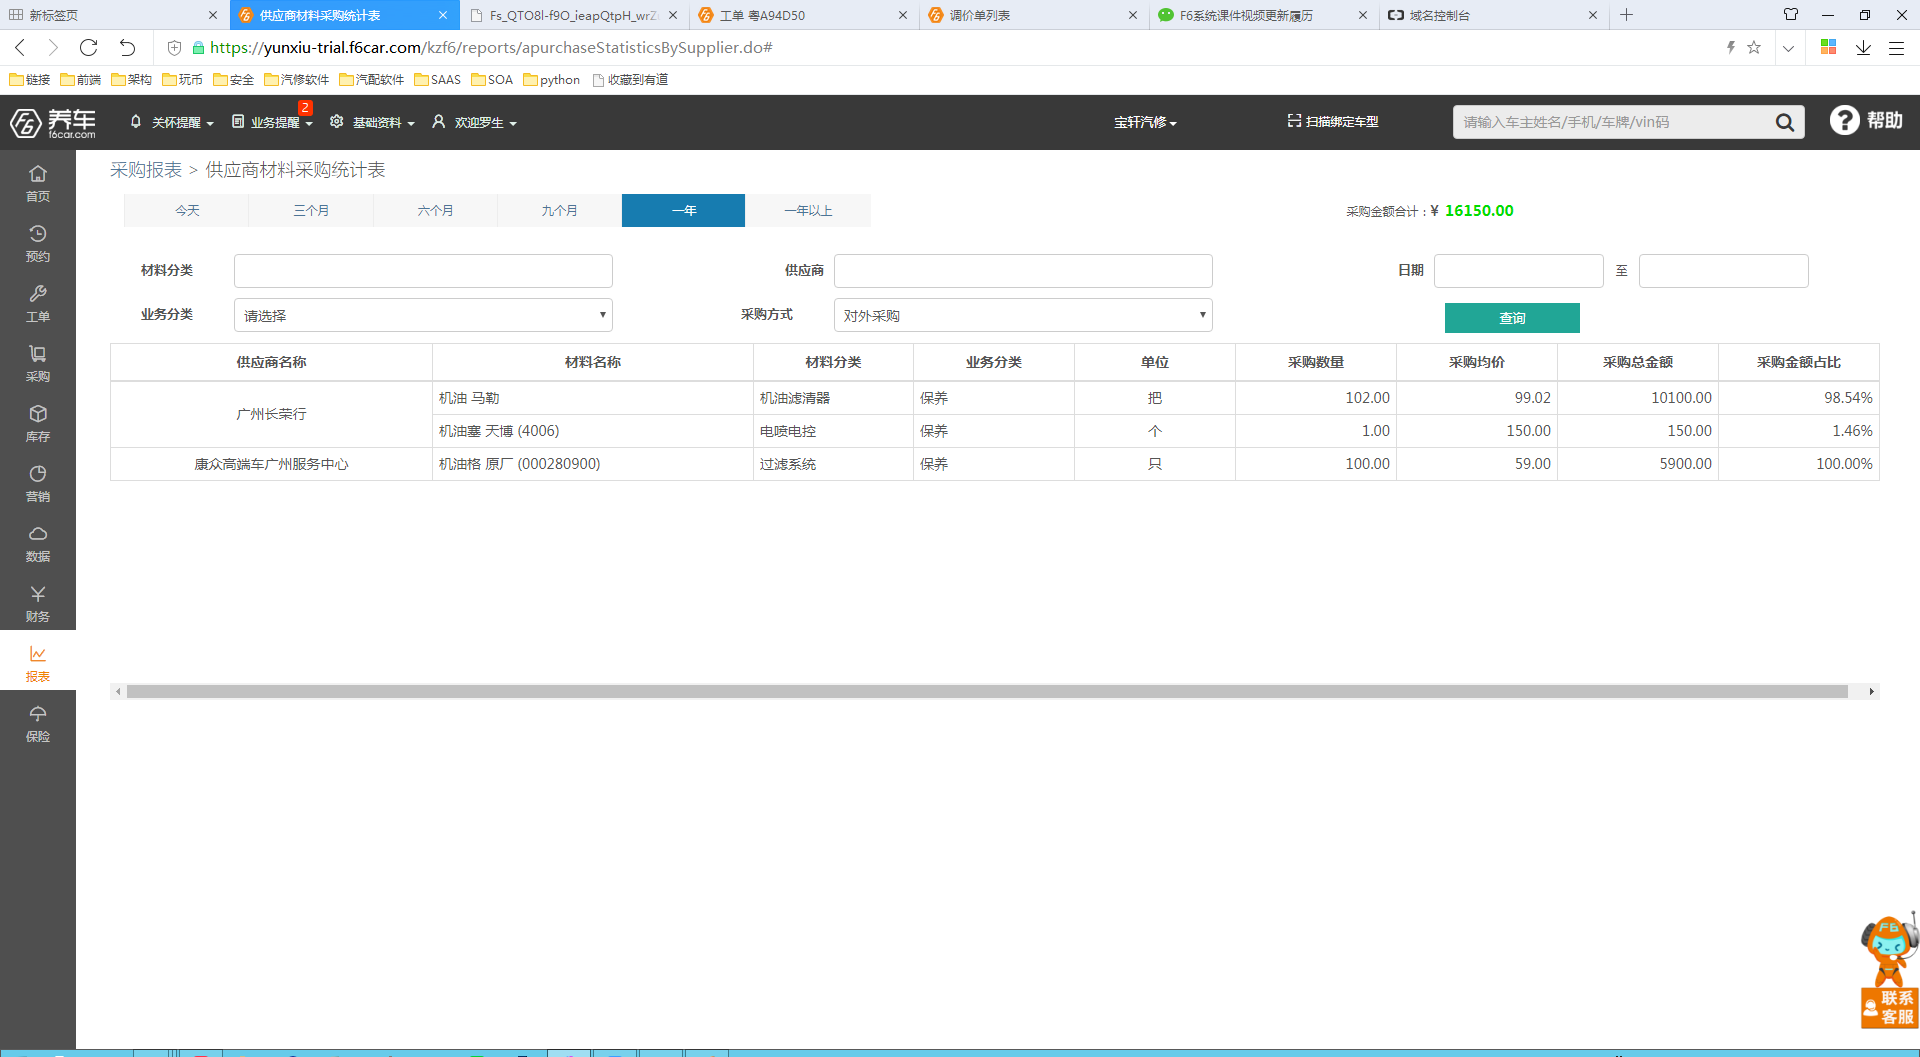 新标签页
供应商材料采购统计表
Fs_QTO8l-f9O_ieapQtpH_wrZ
工单 粤A94D50
调价单列表
F6系统课件视频更新履历
域名控制台
https://yunxiu-trial.f6car.com/kzf6/reports/apurchaseStatisticsBySupplier.do#
链接 前端 架构 玩币 安全 汽修软件 汽配软件 SAAS SOA python 收藏到有道
F6 养车 f6car.com
关怀提醒 业务提醒 2 基础资料 欢迎罗生 宝轩汽修 扫描绑定车型 请输入车主姓名/手机/车牌/vin码 ? 帮助
首页
预约
工单
采购
库存
营销
数据
财务
报表
保险
采购报表 > 供应商材料采购统计表
今天 三个月 六个月 九个月 一年 一年以上 采购金额合计 : ¥ 16150.00
材料分类 供应商 日期 至
业务分类 请选择 采购方式 对外采购 查询
供应商名称 材料名称 材料分类 业务分类 单位 采购数量 采购均价 采购总金额 采购金额占比
广州长荣行 机油 马勒 机油滤清器 保养 把 102.00 99.02 10100.00 98.54%
机油塞 天博 (4006) 电喷电控 保养 个 1.00 150.00 150.00 1.46%
康众高端车广州服务中心 机油格 原厂 (000280900) 过滤系统 保养 只 100.00 59.00 5900.00 100.00%
F6
联系
客服